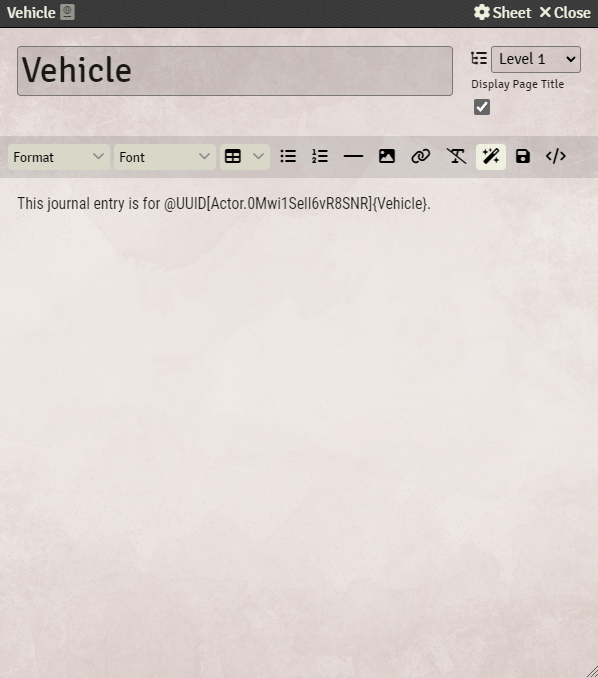 Vehicle Sheet Close
Vehicle
Level 1
Display Page Title
Format Font
This journal entry is for @UUID[Actor.0Mwi1Sell6vR8SNR]{Vehicle}.